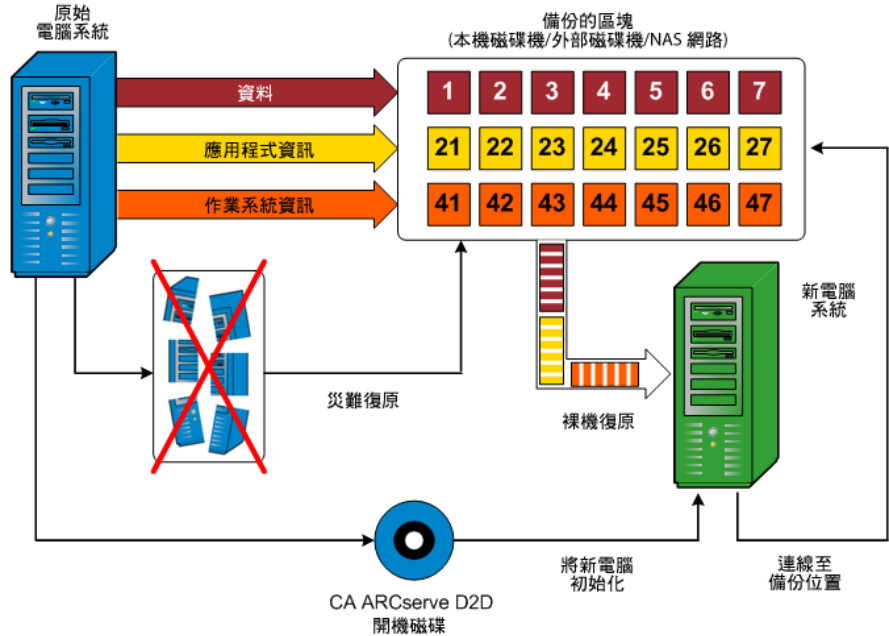 原始
電腦系統
備份的區塊
(本機磁碟機/外部磁碟機/NAS 網路)
資料
1 2 3 4 5 6 7
應用程式資訊
21 22 23 24 25 26 27
作業系統資訊
41 42 43 44 45 46 47
新電腦
系統
災難復原
裸機復原
將新電腦
初始化
連線至
備份位置
CA ARCserve D2D
開機磁碟